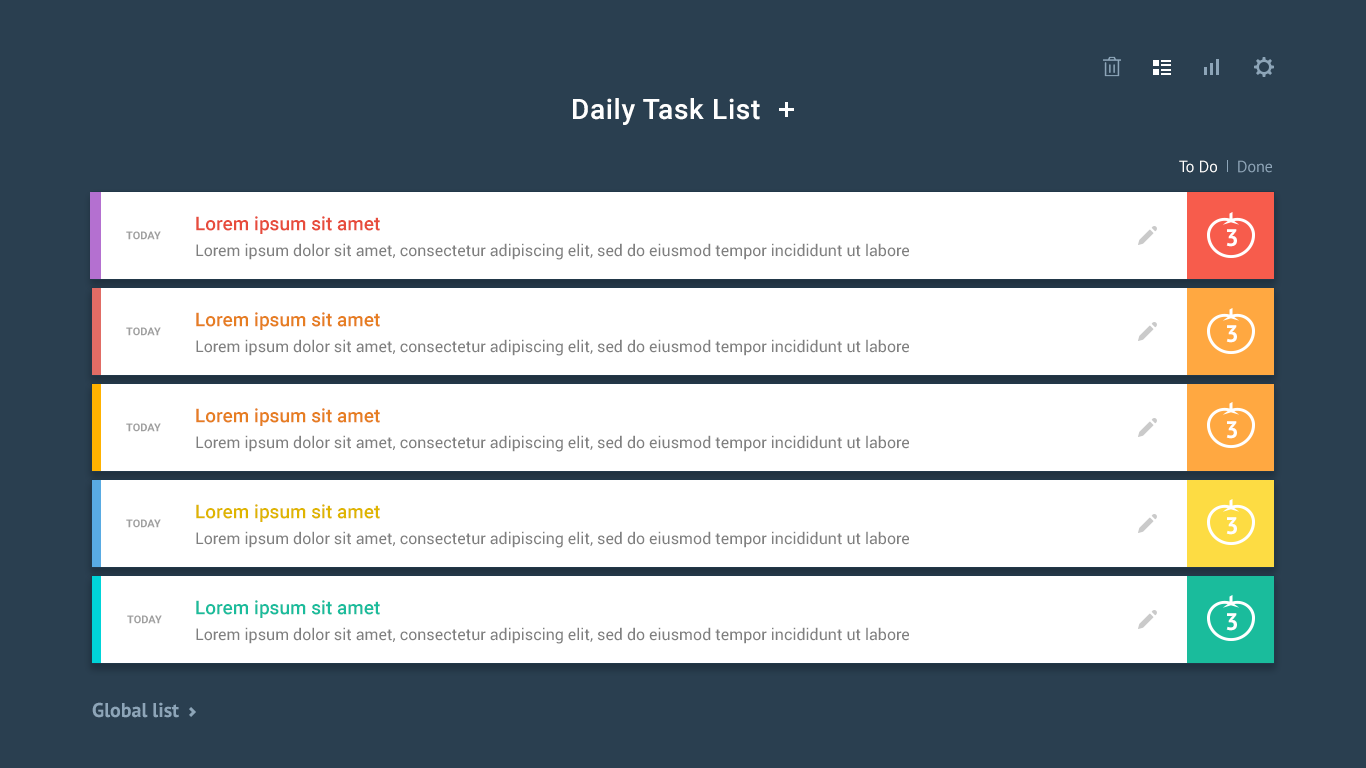 Daily Task List +
To Do | Done
TODAY
Lorem ipsum sit amet
Lorem ipsum dolor sit amet, consectetur adipiscing elit, sed do eiusmod tempor incididunt ut labore
3
TODAY
Lorem ipsum sit amet
Lorem ipsum dolor sit amet, consectetur adipiscing elit, sed do eiusmod tempor incididunt ut labore
3
TODAY
Lorem ipsum sit amet
Lorem ipsum dolor sit amet, consectetur adipiscing elit, sed do eiusmod tempor incididunt ut labore
3
TODAY
Lorem ipsum sit amet
Lorem ipsum dolor sit amet, consectetur adipiscing elit, sed do eiusmod tempor incididunt ut labore
3
TODAY
Lorem ipsum sit amet
Lorem ipsum dolor sit amet, consectetur adipiscing elit, sed do eiusmod tempor incididunt ut labore
3
Global list >